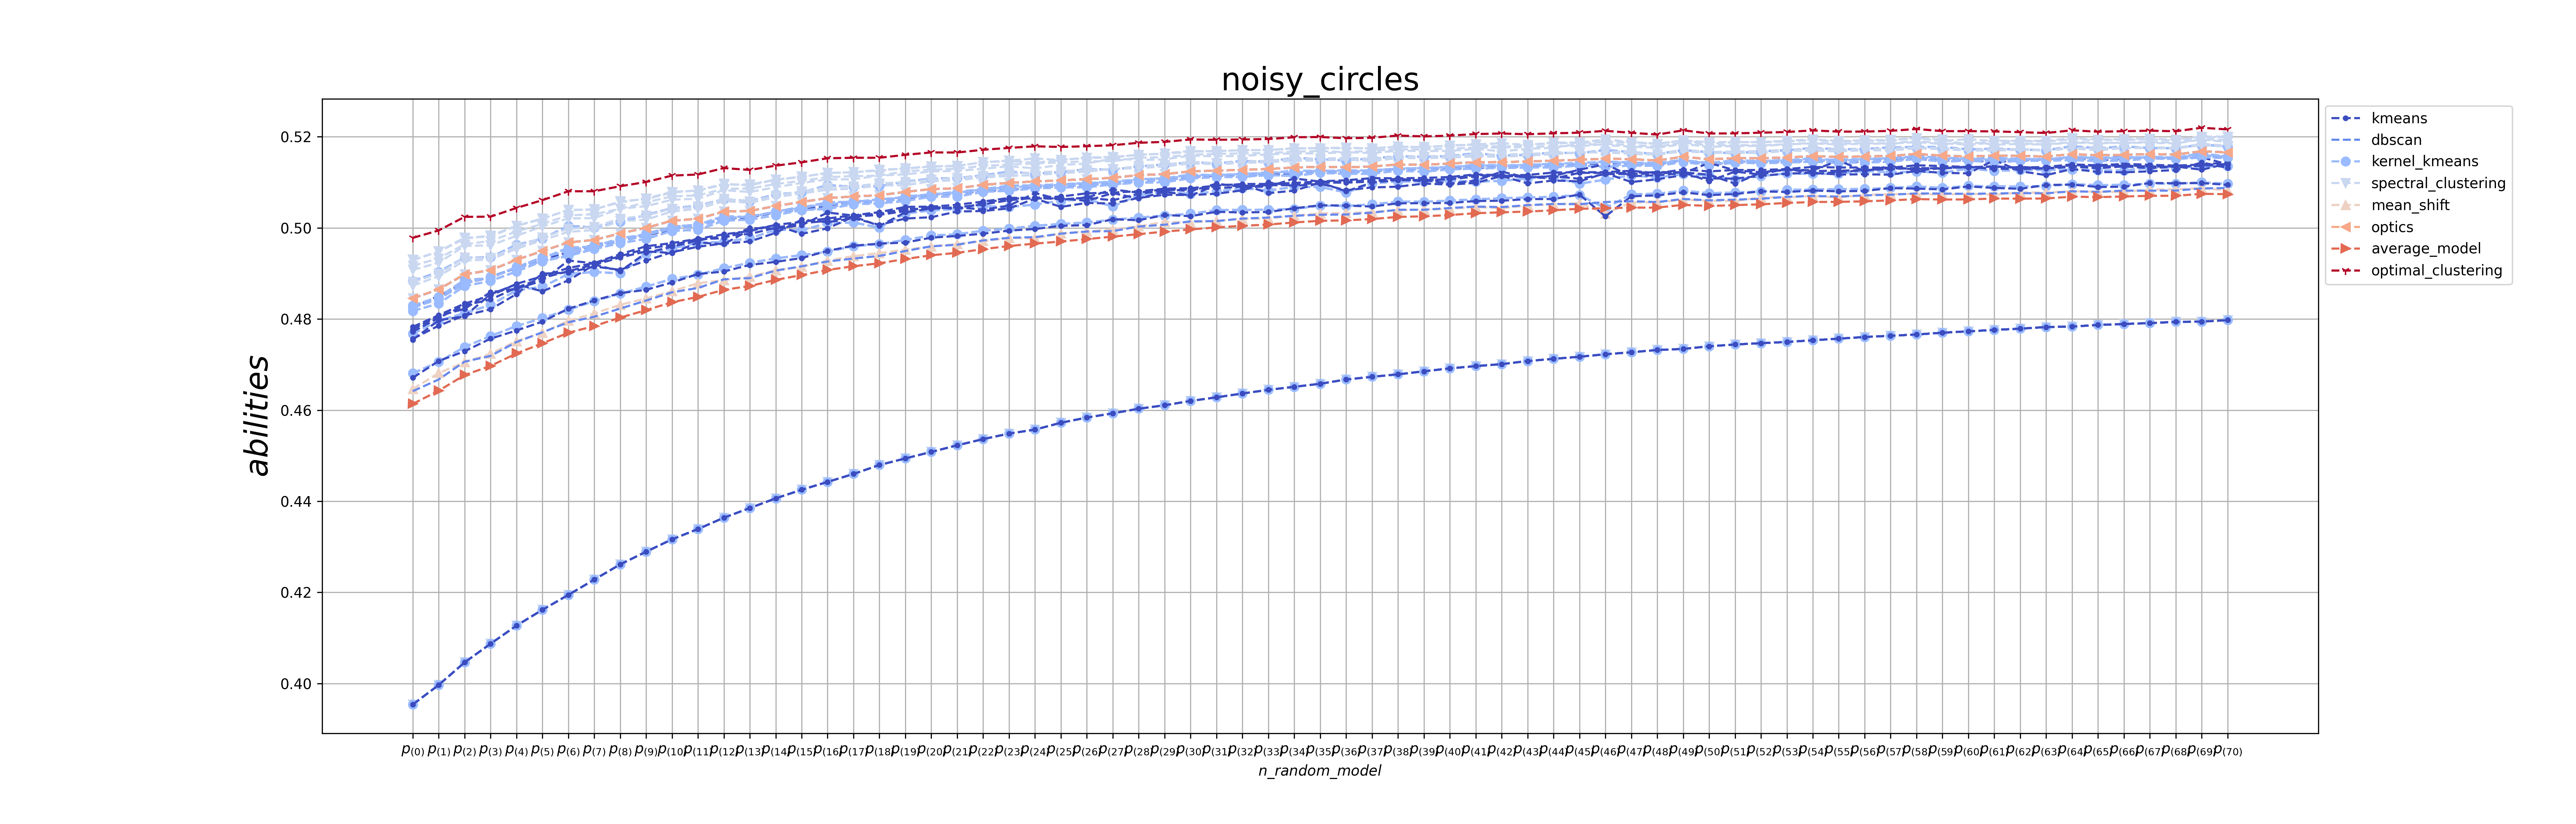 noisy_circles
kmeans
dbscan
kernel_kmeans
spectral_clustering
mean_shift
optics
average_model
optimal_clustering
abilities
0.52
0.50
0.48
0.46
0.44
0.42
0.40
p(0) p(1) p(2) p(3) p(4) p(5) p(6) p(7) p(8) p(9) p(10 p(11 p(12 p(13 p(14 p(15 p(16 p(17 p(18 p(19 p(20 p(21 p(22 p(23 p(24 p(25 p(26 p(27 p(28 p(29 p(30 p(31 p(32 p(33 p(34 p(35 p(36 p(37 p(38 p(39 p(40 p(41 p(42 p(43 p(44 p(45 p(46 p(47 p(48 p(49 p(50 p(51 p(52 p(53 p(54 p(55 p(56 p(57 p(58 p(59 p(60 p(61 p(62 p(63 p(64 p(65 p(66 p(67 p(68 p(69 p(70)
n_random_model